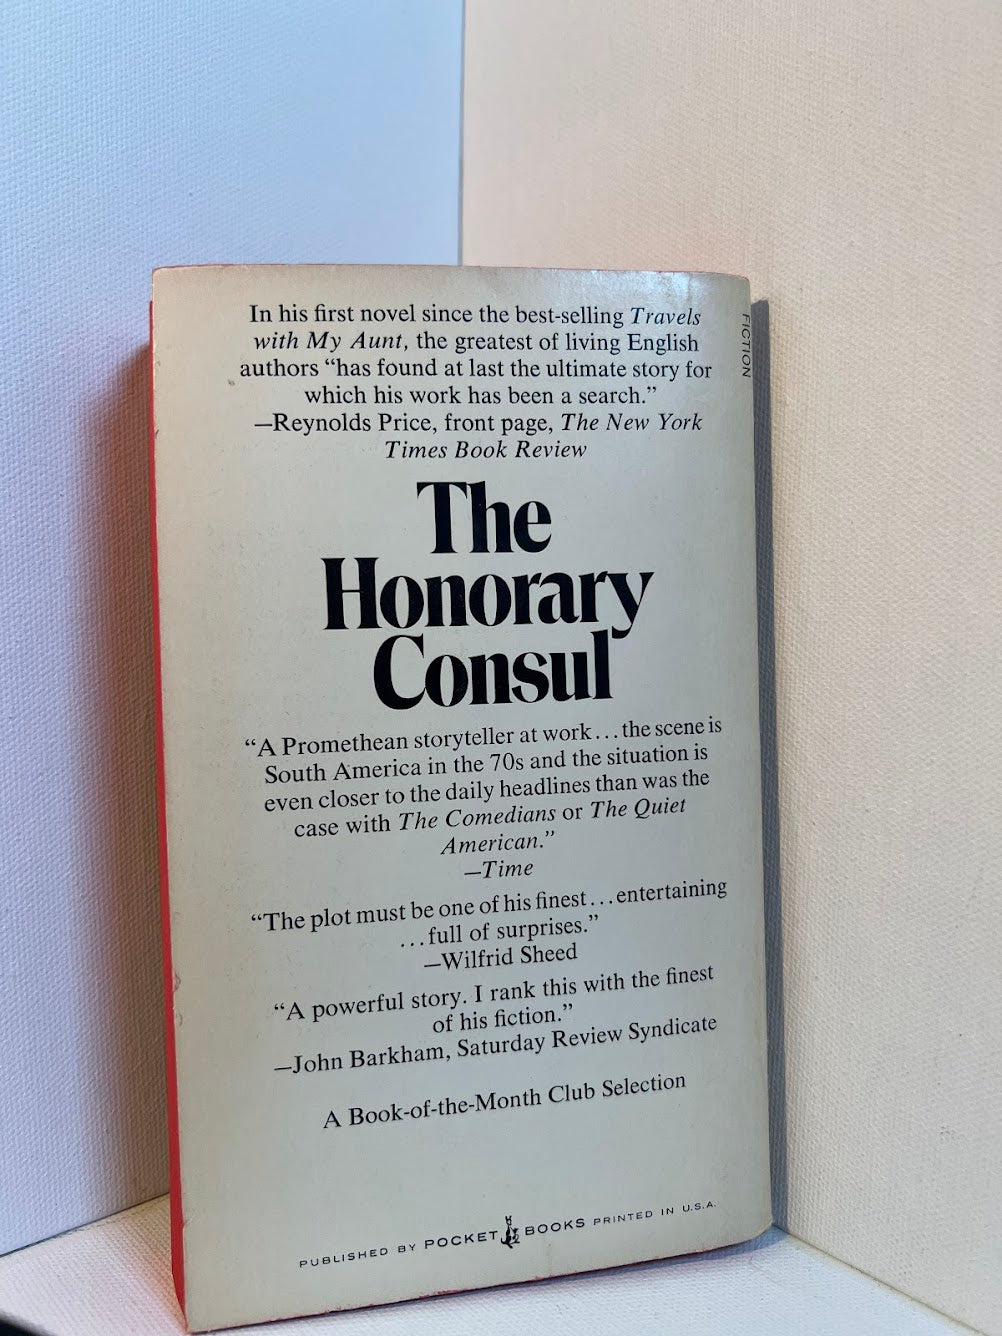 In his first novel since the best-selling Travels
with My Aunt, the greatest of living English
authors “has found at last the ultimate story for
which his work has been a search.”
—Reynolds Price, front page, The New York
Times Book Review
FICTION
The
Honorary
Consul
“A Promethean storyteller at work...the scene is
South America in the 70s and the situation is
even closer to the daily headlines than was the
case with The Comedians or The Quiet
American.”
—Time
“The plot must be one of his finest...entertaining
...full of surprises.”
—Wilfrid Sheed
“A powerful story. I rank this with the finest
of his fiction.”
—John Barkham, Saturday Review Syndicate
A Book-of-the-Month Club Selection
PUBLISHED BY POCKET BOOKS PRINTED IN U.S.A.